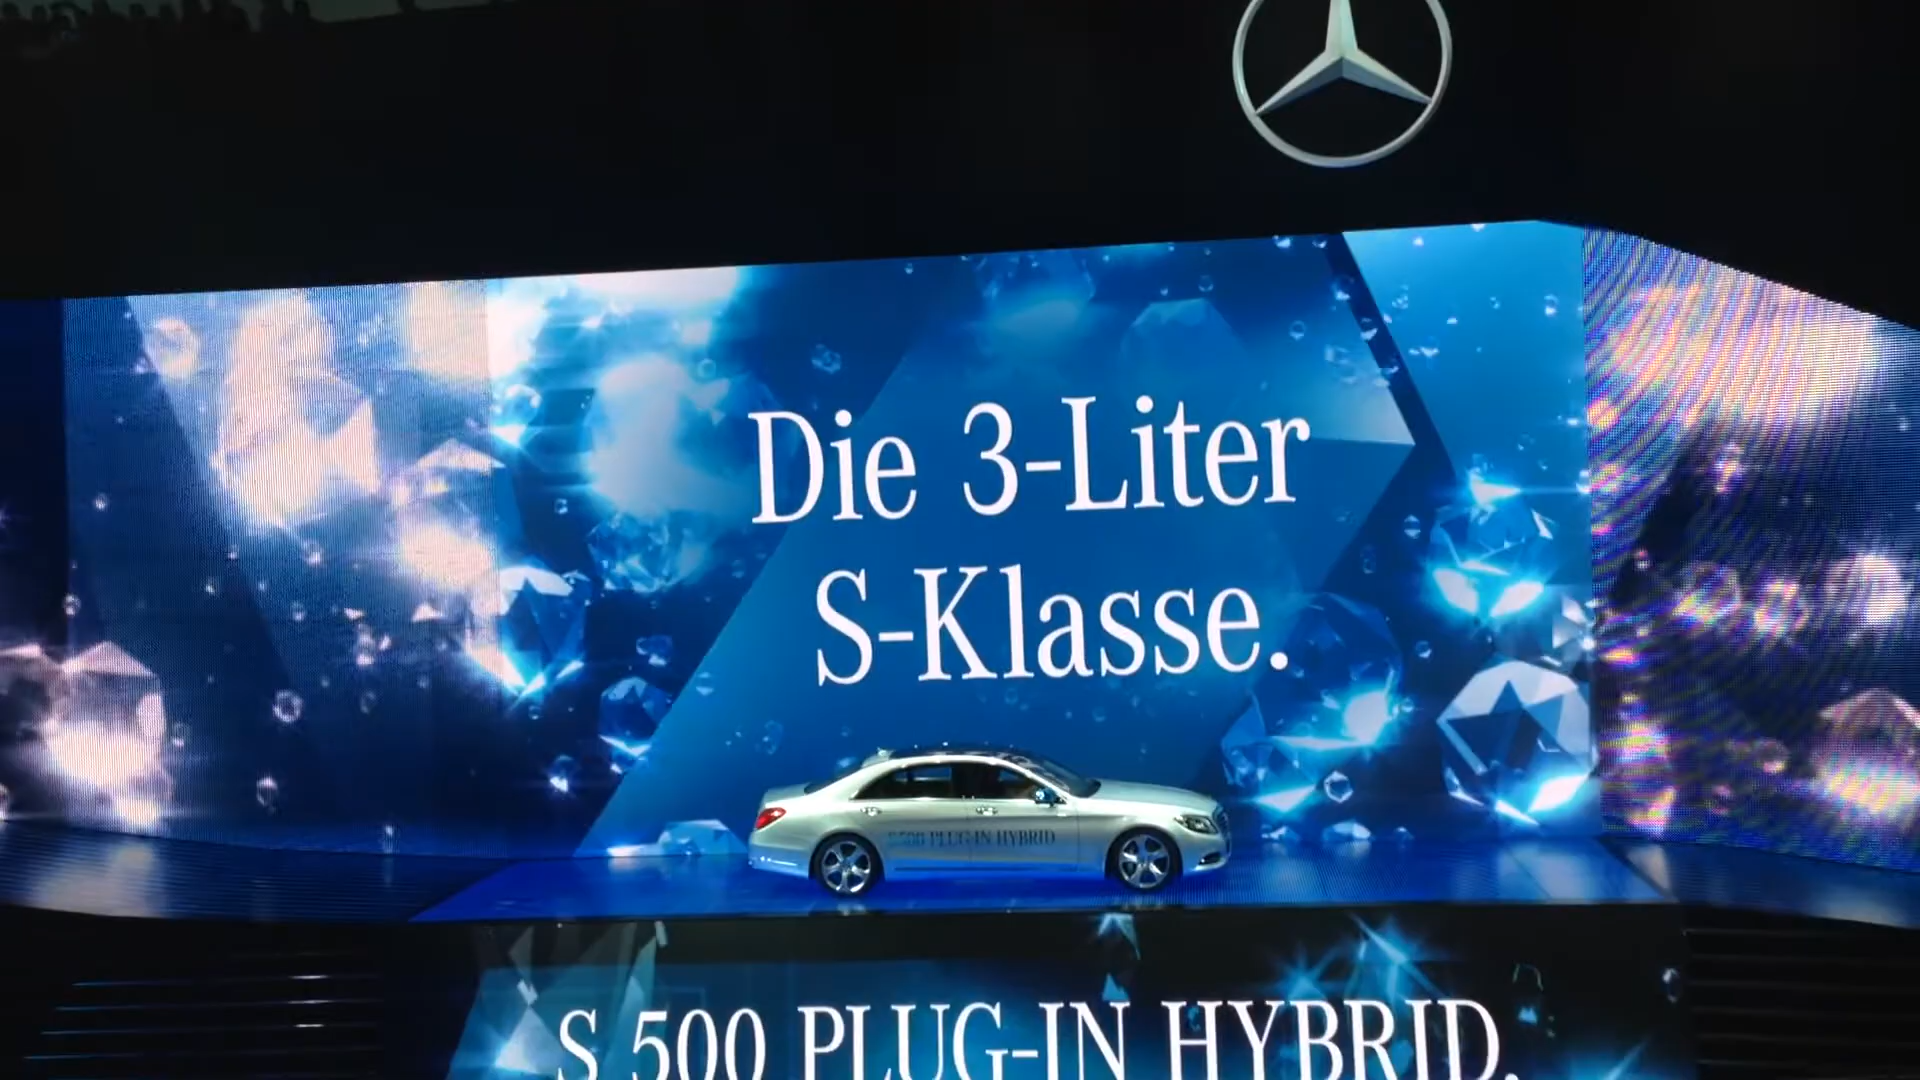 Die 3-Liter
S-Klasse.
S500 PLUG-IN HYBRID
S 500 PLUG-IN HYBRID.